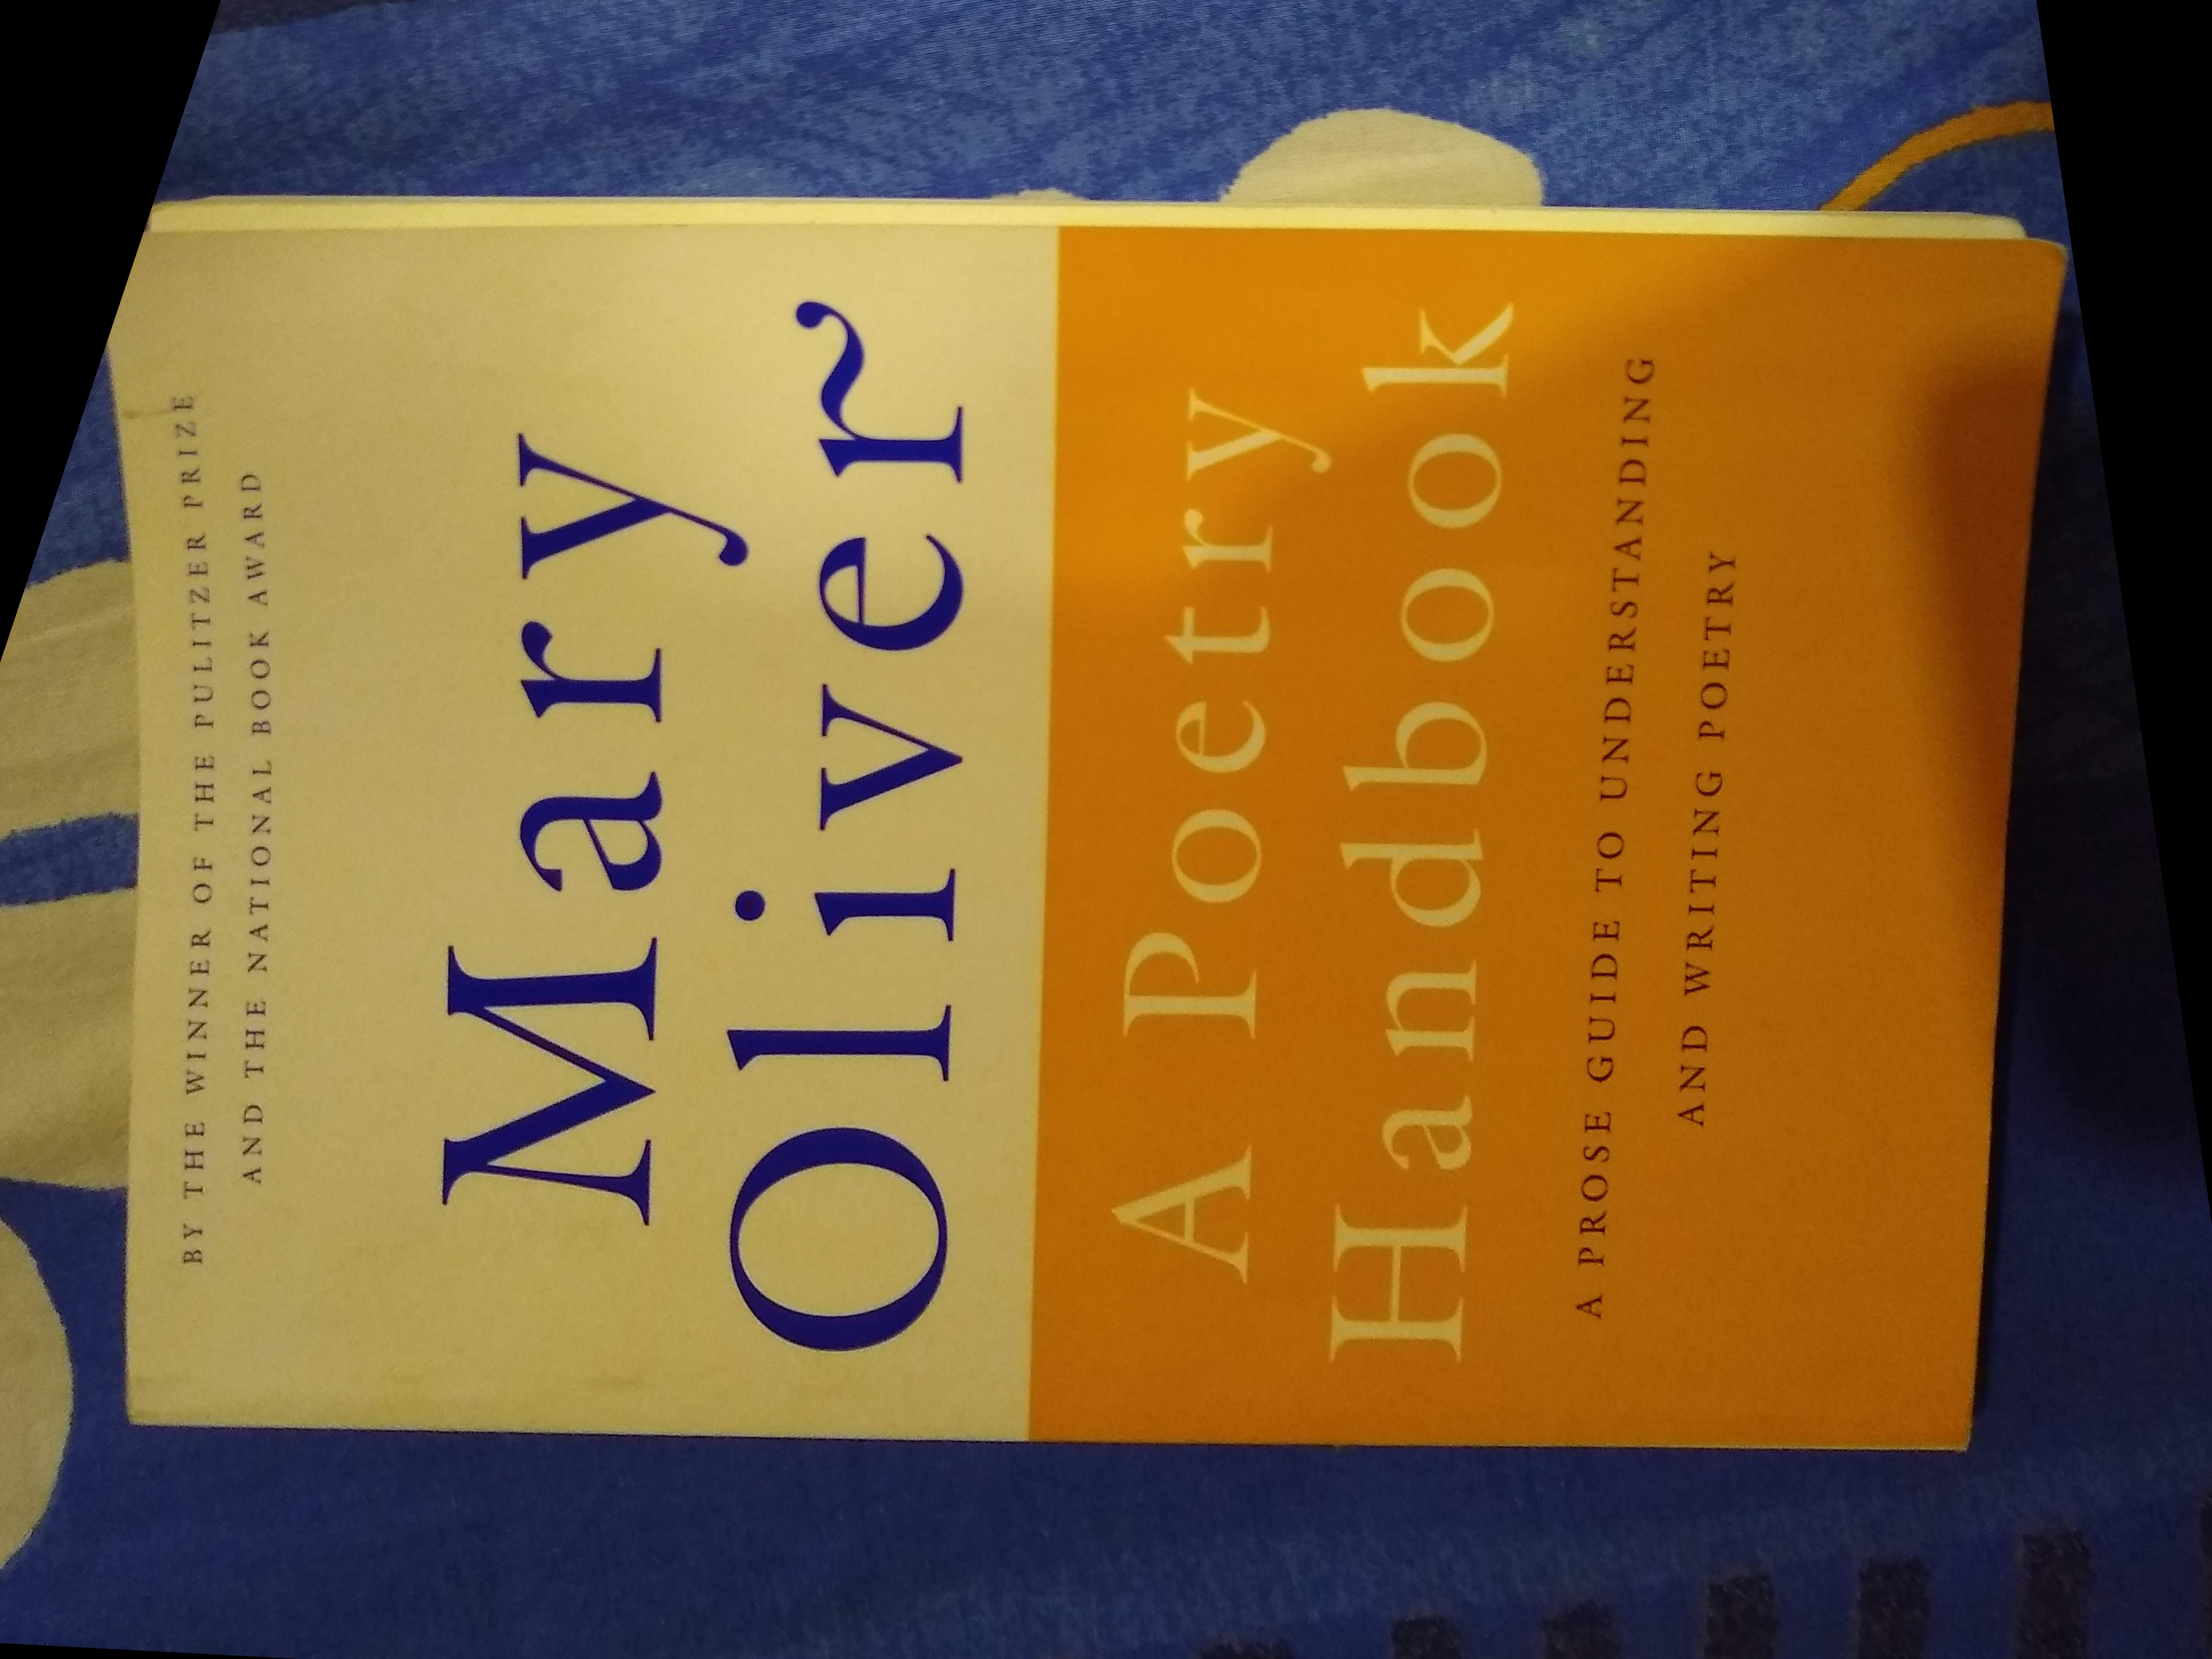 BY THE WINNER OF THE PULITZER PRIZE
AND THE NATIONAL BOOK AWARD
Mary
Oliver
A Poetry
Handbook
A PROSE GUIDE TO UNDERSTANDING
AND WRITING POETRY